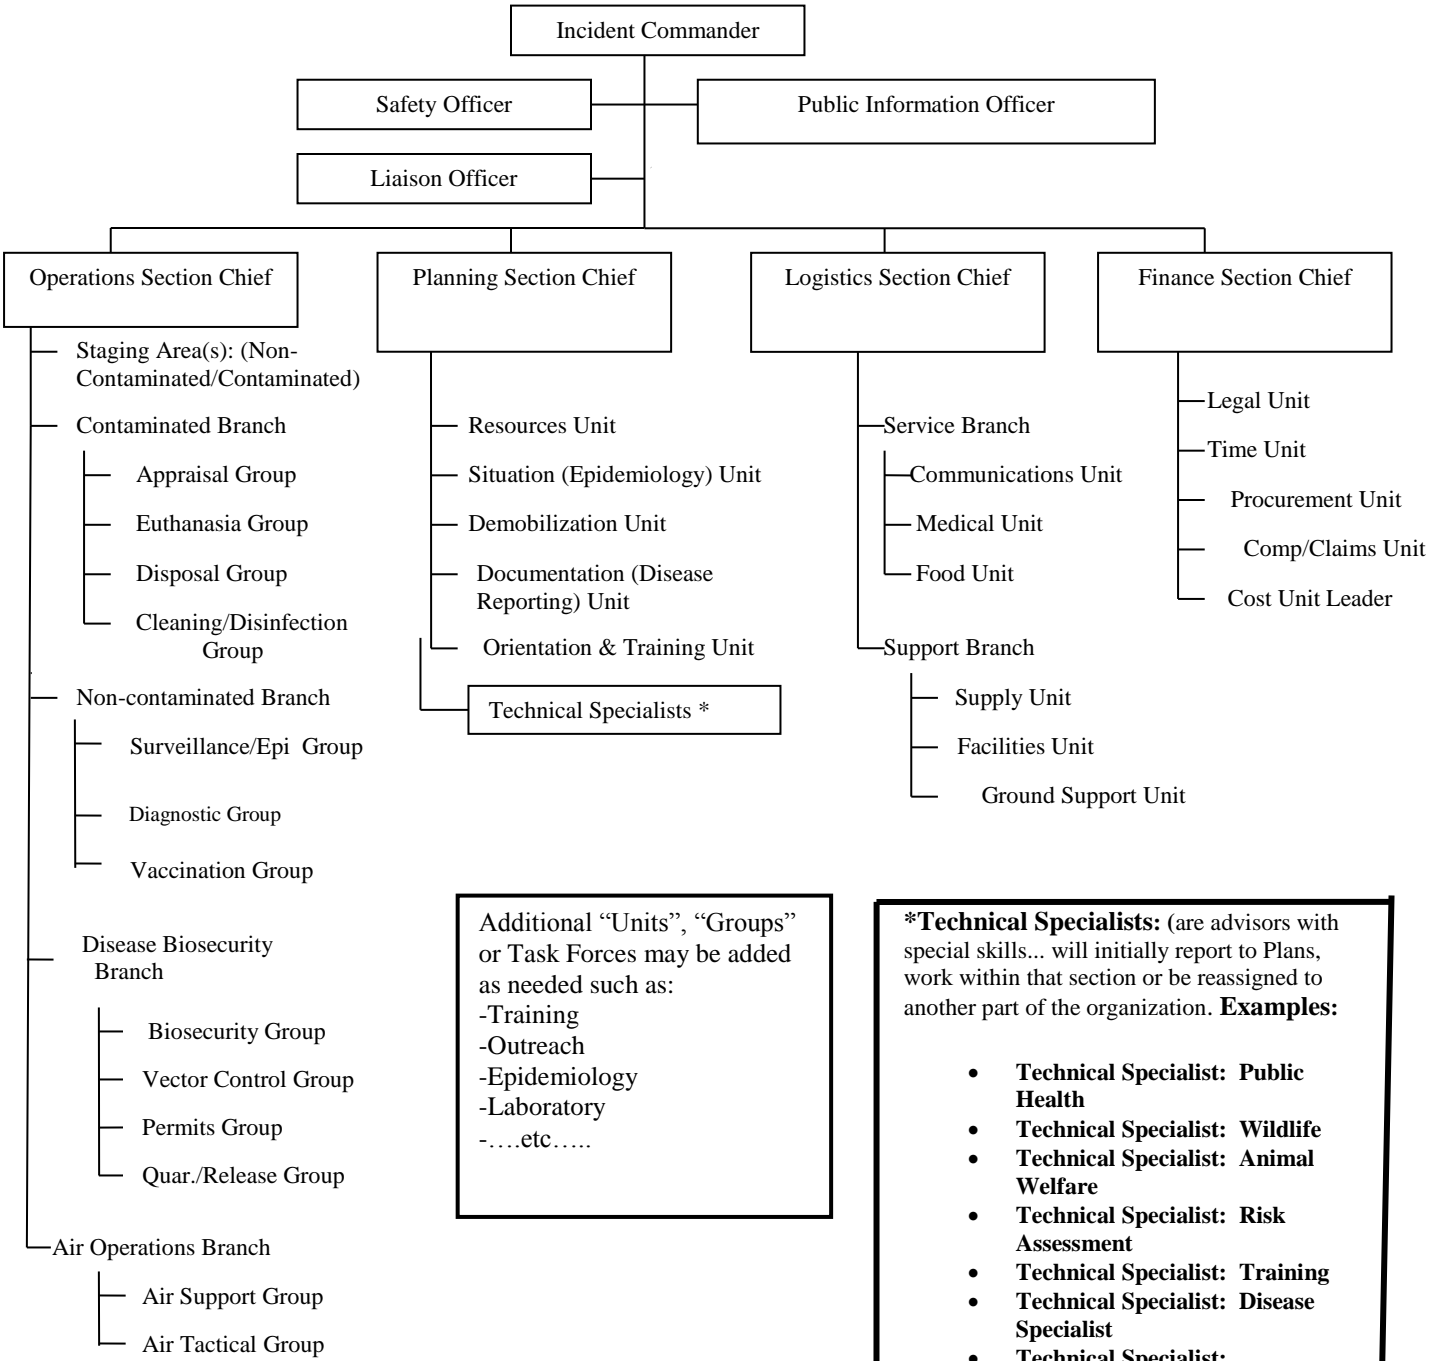 Incident Commander
Safety Officer
Public Information Officer
Liaison Officer
Operations Section Chief
Staging Area(s): (Non-
Contaminated/Contaminated)
Contaminated Branch
Appraisal Group
Euthanasia Group
Disposal Group
Cleaning/Disinfection
Group
Non-contaminated Branch
Surveillance/Epi Group
Diagnostic Group
Vaccination Group
Disease Biosecurity
Branch
Biosecurity Group
Vector Control Group
Permits Group
Quar./Release Group
Air Operations Branch
Air Support Group
Air Tactical Group
Planning Section Chief
Resources Unit
Situation (Epidemiology) Unit
Demobilization Unit
Documentation (Disease
Reporting) Unit
Orientation & Training Unit
Technical Specialists *
Logistics Section Chief
Service Branch
Communications Unit
Medical Unit
Food Unit
Support Branch
Supply Unit
Facilities Unit
Ground Support Unit
Finance Section Chief
Legal Unit
Time Unit
Procurement Unit
Comp/Claims Unit
Cost Unit Leader
Additional “Units”, “Groups”
or Task Forces may be added
as needed such as:
-Training
-Outreach
-Epidemiology
-Laboratory
-….etc…..
*Technical Specialists: (are advisors with
special skills... will initially report to Plans,
work within that section or be reassigned to
another part of the organization. Examples:
• Technical Specialist: Public
Health
• Technical Specialist: Wildlife
• Technical Specialist: Animal
Welfare
• Technical Specialist: Risk
Assessment
• Technical Specialist: Training
• Technical Specialist: Disease
Specialist
• Technical Specialist: